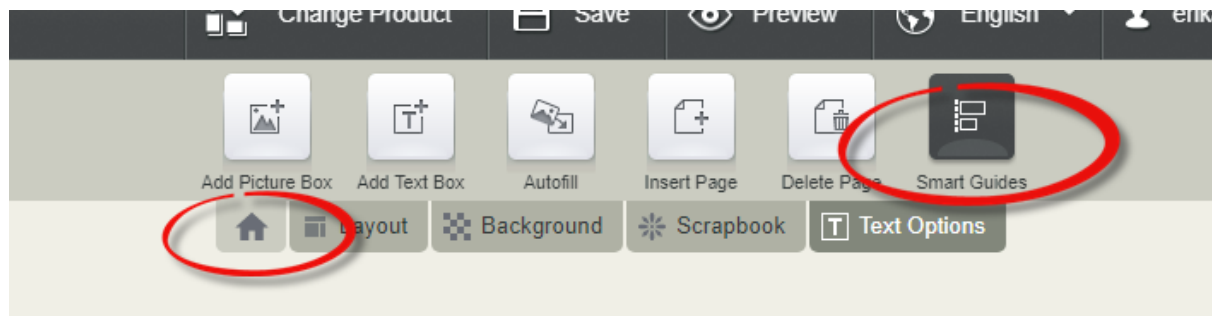 Change Product Save Preview English
Add Picture Box Add Text Box Autofill Insert Page Delete Page Smart Guides
Layout Background Scrapbook T Text Options